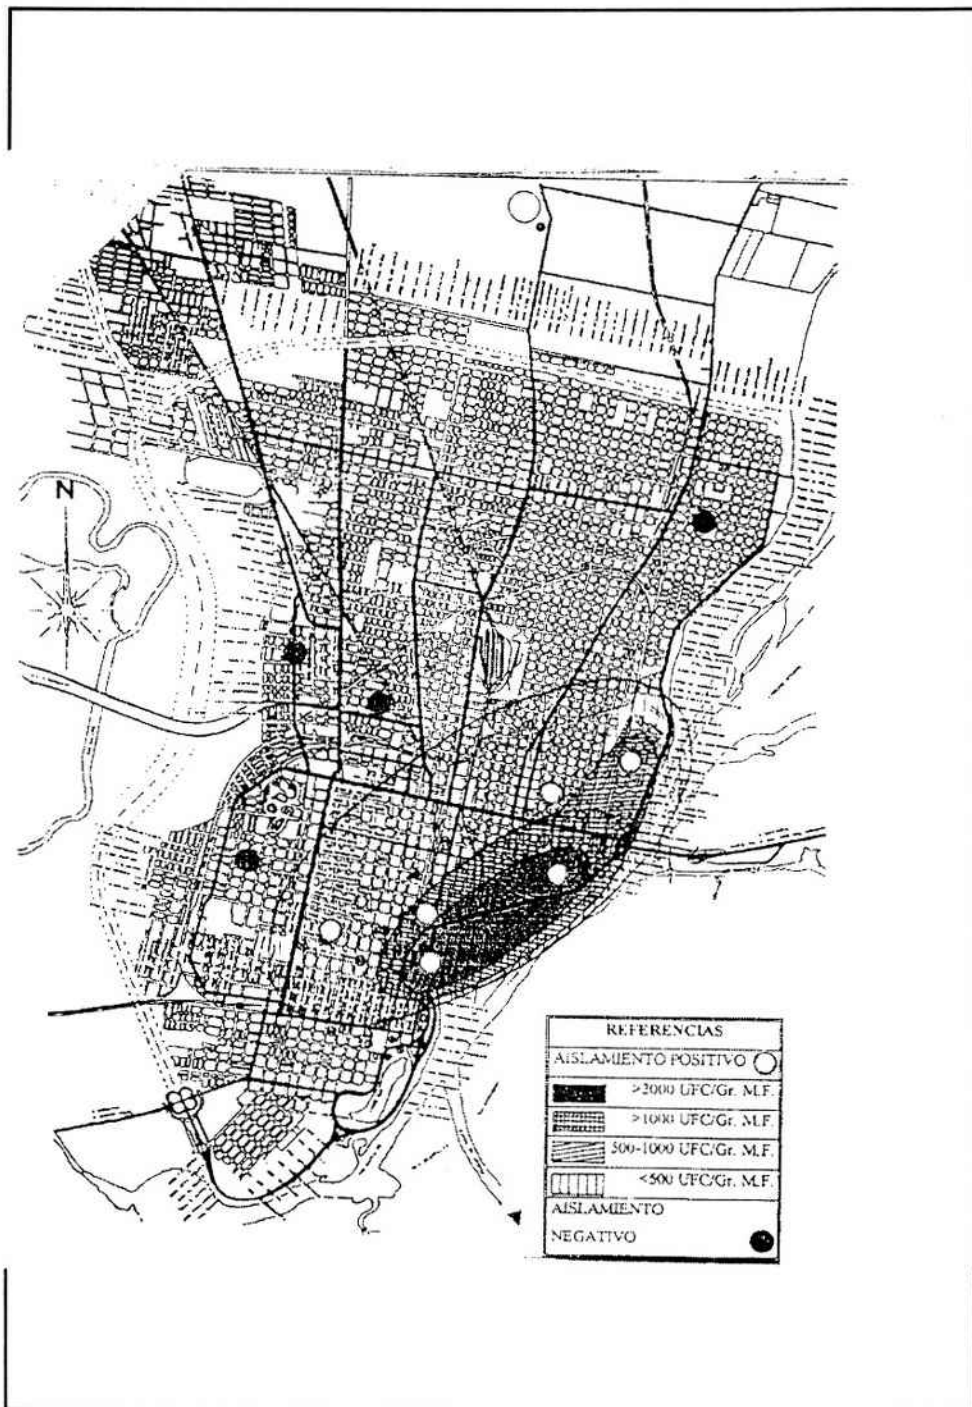 N
REFERENCIAS
AISLAMIENTO POSITIVO
>2000 UFC/Gr. M.F.
>1000 UFC/Gr. M.F.
500-1000 UFC/Gr. M.F.
<500 UFC/Gr. M.F.
AISLAMIENTO
NEGATIVO